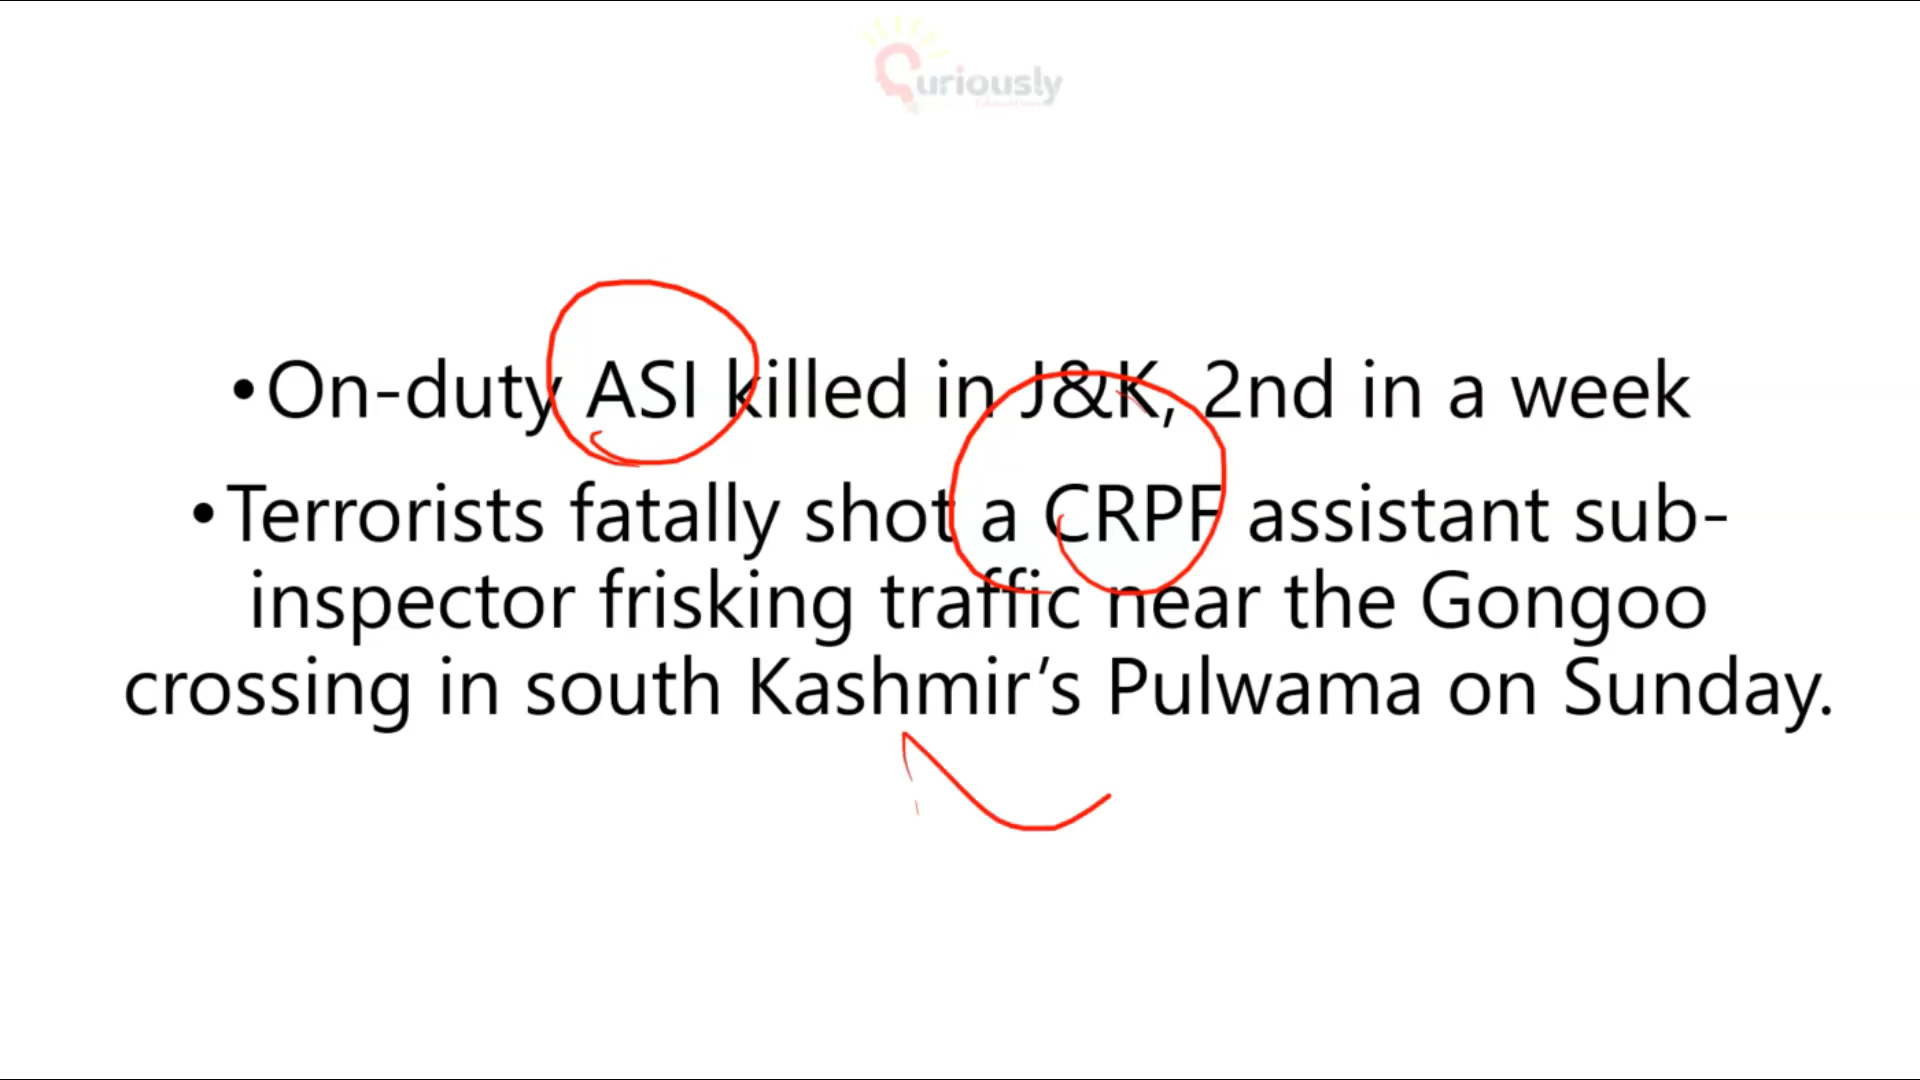 Curiously
•On-duty ASI killed in J&K, 2nd in a week
•Terrorists fatally shot a CRPF assistant sub-
inspector frisking traffic near the Gongoo
crossing in south Kashmir’s Pulwama on Sunday.